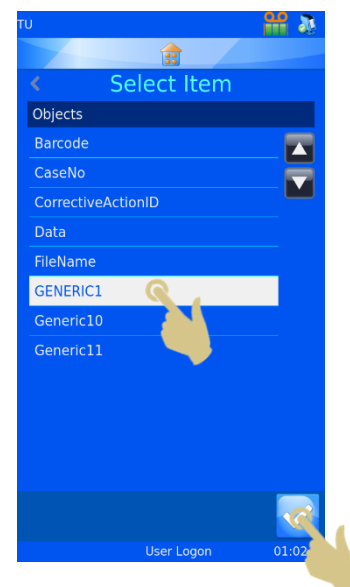 TU
Select Item
Objects
Barcode
CaseNo
CorrectiveActionID
Data
FileName
GENERIC1
Generic10
Generic11
User Logon 01:02